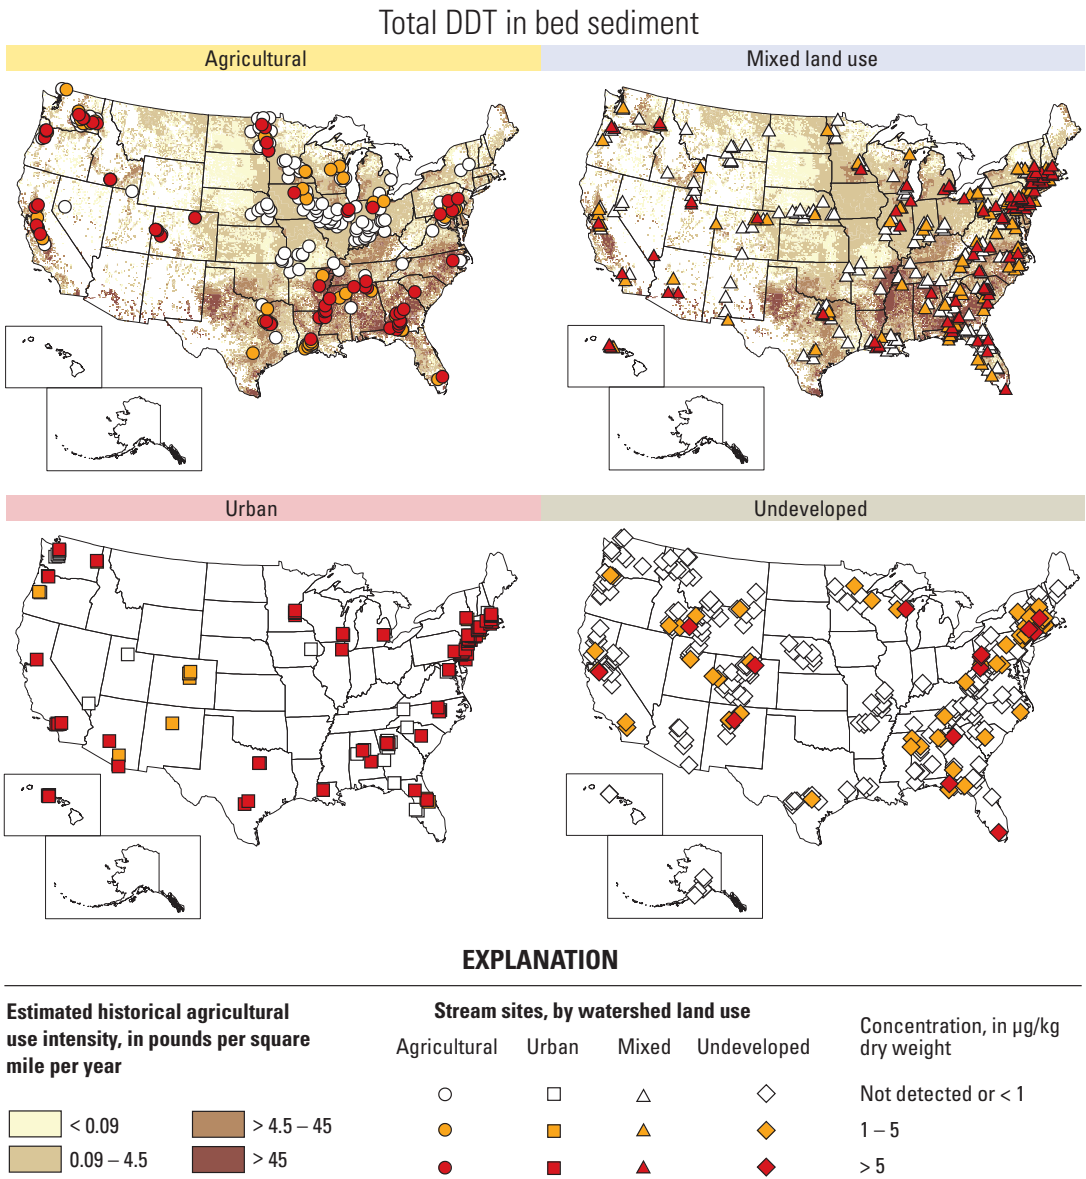 Total DDT in bed sediment
Agricultural
Mixed land use
Urban
Undeveloped
EXPLANATION
Estimated historical agricultural
use intensity, in pounds per square
mile per year
< 0.09
> 4.5 – 45
0.09 – 4.5
> 45
Stream sites, by watershed land use
Agricultural Urban Mixed Undeveloped
Concentration, in µg/kg
dry weight
Not detected or < 1
1 – 5
> 5